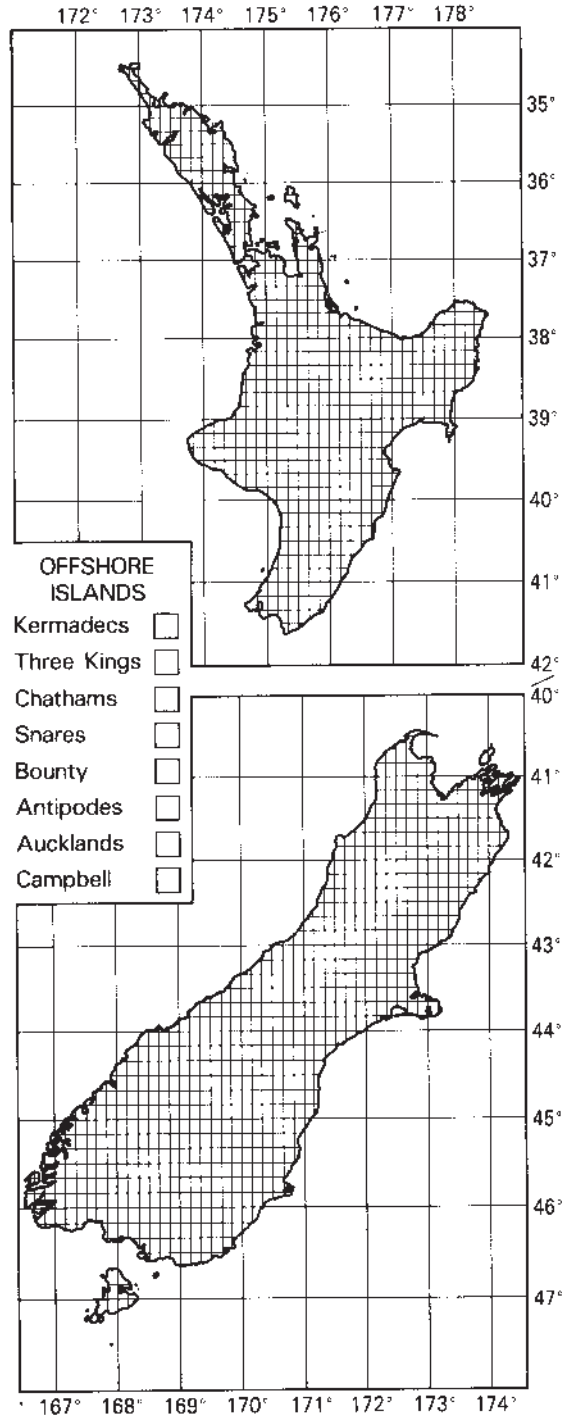 172° 173° 174° 175° 176° 177° 178°
35°
36°
37°
38°
39°
40°
41°
42°
OFFSHORE
ISLANDS
Kermadecs
Three Kings
Chathams
Snares
Bounty
Antipodes
Aucklands
Campbell
40°
41°
42°
43°
44°
45°
46°
47°
167° 168° 169° 170° 171° 172° 173° 174°